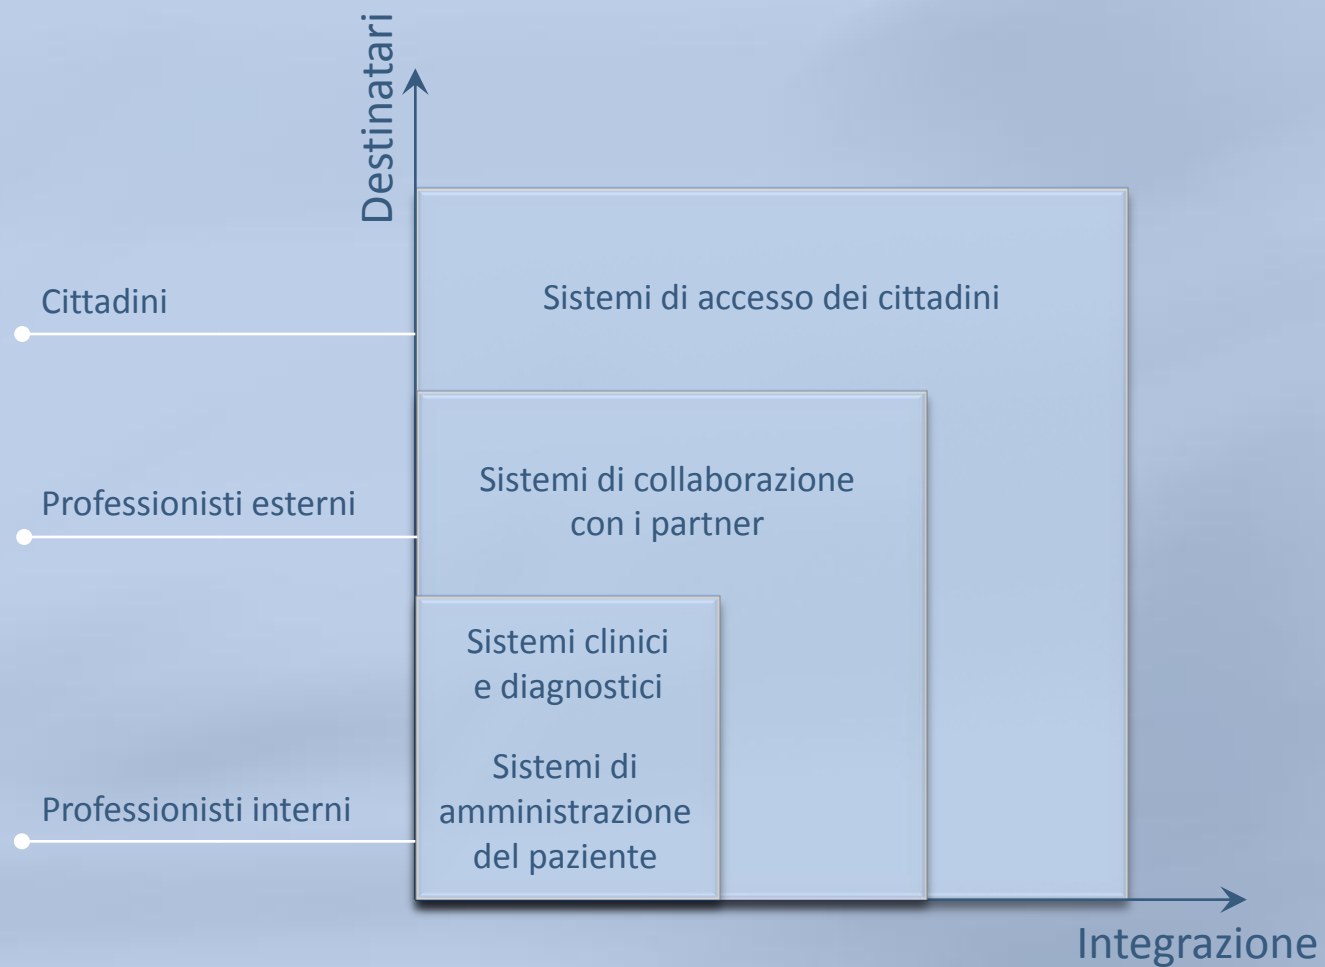 Destinatari
Cittadini
Sistemi di accesso dei cittadini
Professionisti esterni
Sistemi di collaborazione
con i partner
Sistemi clinici
e diagnostici
Sistemi di
amministrazione
del paziente
Professionisti interni
Integrazione